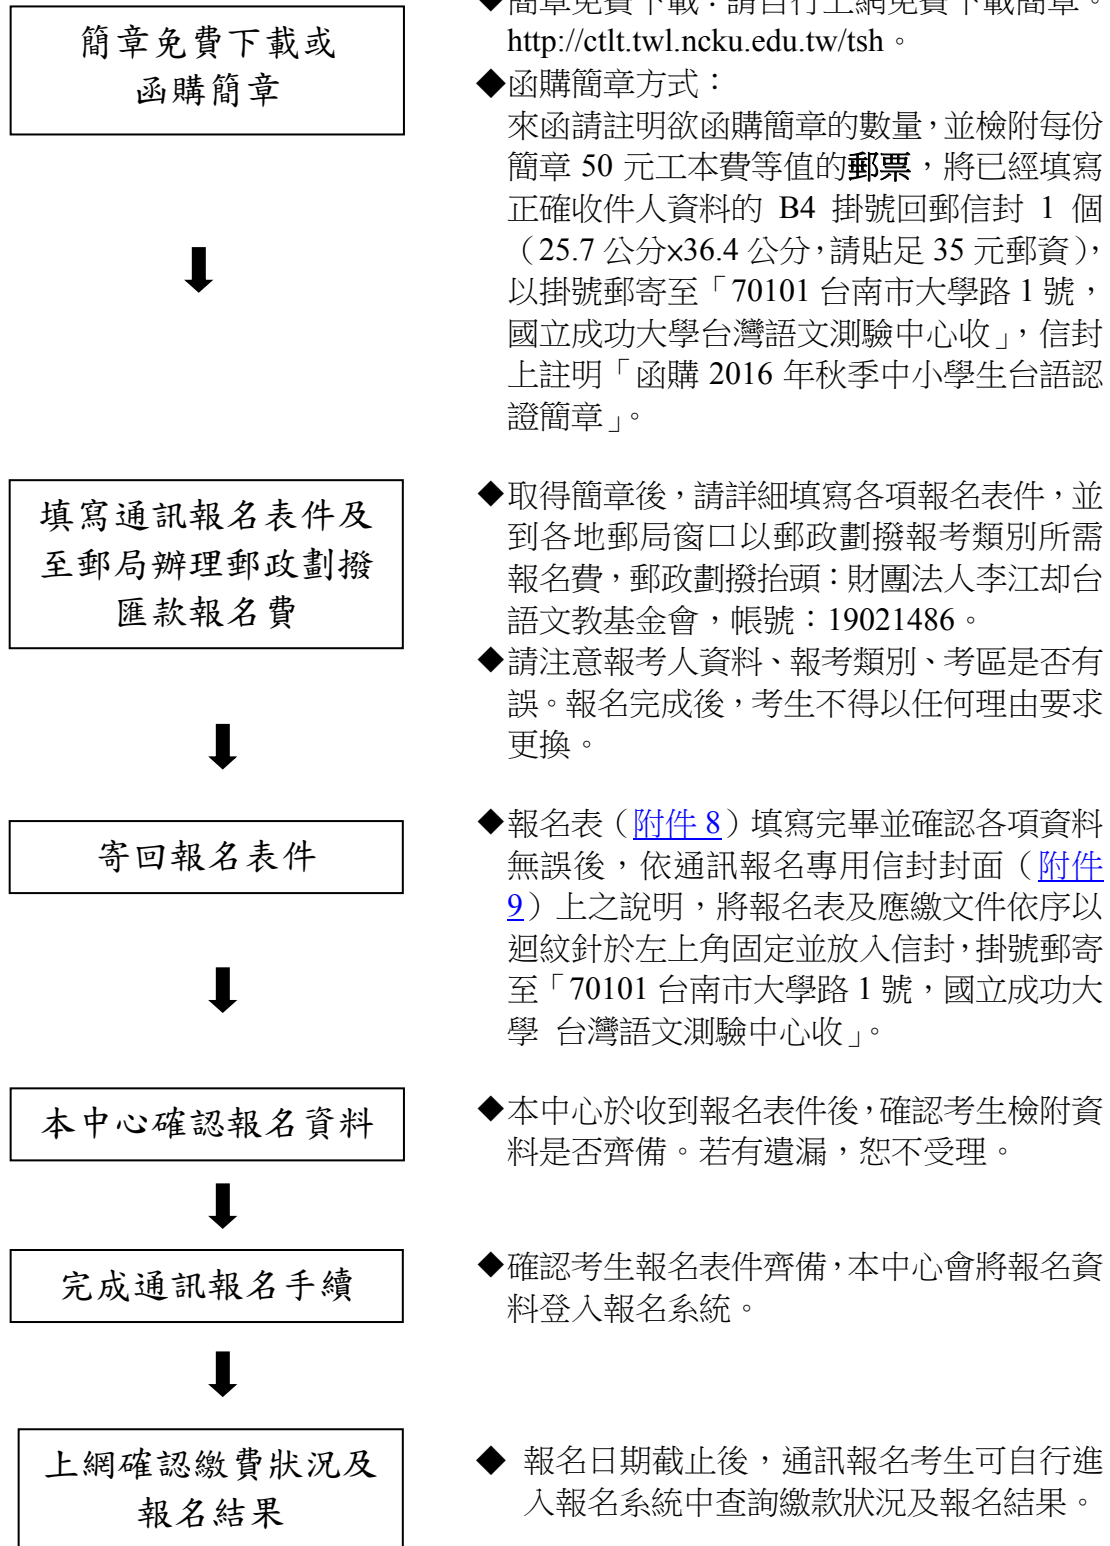 簡章免費下載或
函購簡章
◆簡章免費下載：請自行上網免費下載簡章。
http://ctlt.twl.ncku.edu.tw/tsh。
◆函購簡章方式：
來函請註明欲函購簡章的數量，並檢附每份
簡章 50 元工本費等值的郵票，將已經填寫
正確收件人資料的 B4 掛號回郵信封 1 個
（25.7 公分×36.4 公分，請貼足 35 元郵資），
以掛號郵寄至「70101 台南市大學路 1 號，
國立成功大學台灣語文測驗中心收」，信封
上註明「函購 2016 年秋季中小學生台語認
證簡章」。
填寫通訊報名表件及
至郵局辦理郵政劃撥
匯款報名費
◆取得簡章後，請詳細填寫各項報名表件，並
到各地郵局窗口以郵政劃撥報考類別所需
報名費，郵政劃撥抬頭：財團法人李江却台
語文教基金會，帳號：19021486。
◆請注意報考人資料、報考類別、考區是否有
誤。報名完成後，考生不得以任何理由要求
更換。
寄回報名表件
◆報名表（附件 8）填寫完畢並確認各項資料
無誤後，依通訊報名專用信封封面（附件
9）上之說明，將報名表及應繳文件依序以
迴紋針於左上角固定並放入信封，掛號郵寄
至「70101 台南市大學路 1 號，國立成功大
學 台灣語文測驗中心收」。
本中心確認報名資料
◆本中心於收到報名表件後，確認考生檢附資
料是否齊備。若有遺漏，恕不受理。
完成通訊報名手續
◆確認考生報名表件齊備，本中心會將報名資
料登入報名系統。
上網確認繳費狀況及
報名結果
◆ 報名日期截止後，通訊報名考生可自行進
入報名系統中查詢繳款狀況及報名結果。